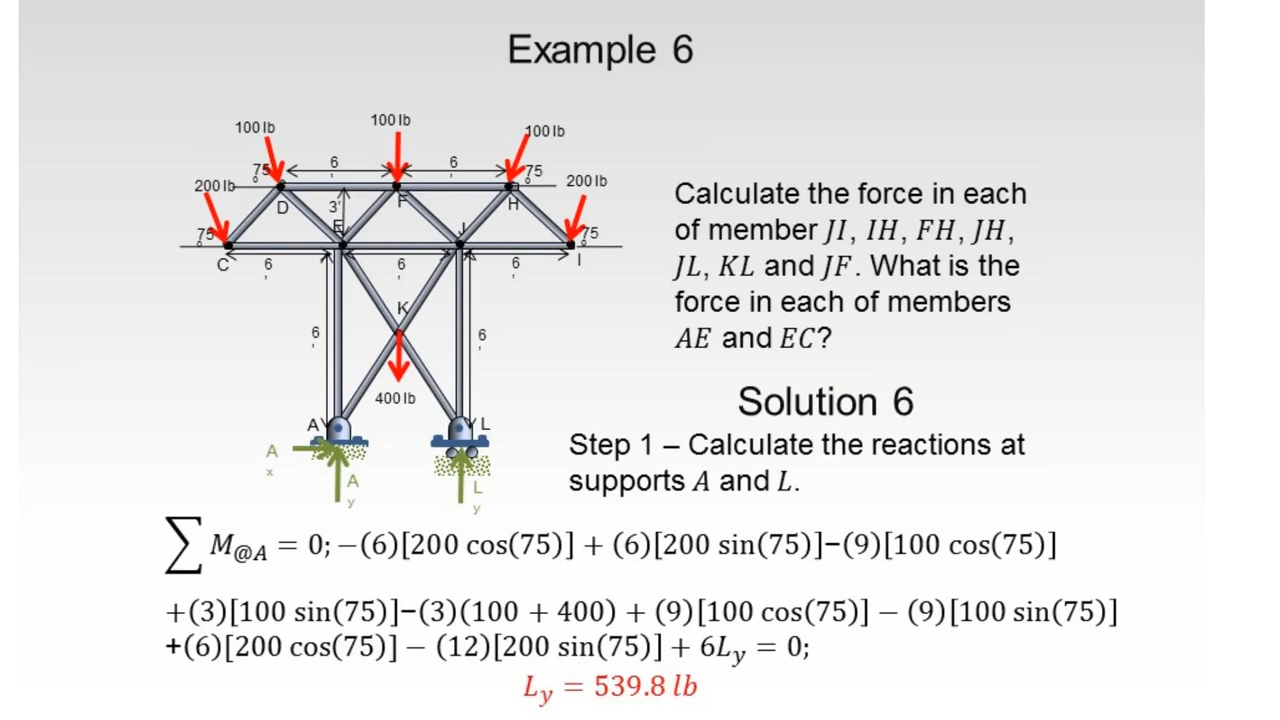 Example 6
100 lb
100 lb
100 lb
75°
6'
6'
75°
200 lb
200 lb
D
3'
F
H
E
J
75°
75°
C
6'
6'
6'
I
K
6'
6'
400 lb
A
L
Ax
Ay
Ly
Calculate the force in each
of member JI, IH, FH, JH,
JL, KL and JF. What is the
force in each of members
AE and EC?
Solution 6
Step 1 – Calculate the reactions at
supports A and L.
∑ M@A = 0; −(6)[200 cos(75)] + (6)[200 sin(75)]−(9)[100 cos(75)]
+(3)[100 sin(75)]−(3)(100 + 400) + (9)[100 cos(75)] − (9)[100 sin(75)]
+(6)[200 cos(75)] − (12)[200 sin(75)] + 6Ly = 0;
Ly = 539.8 lb